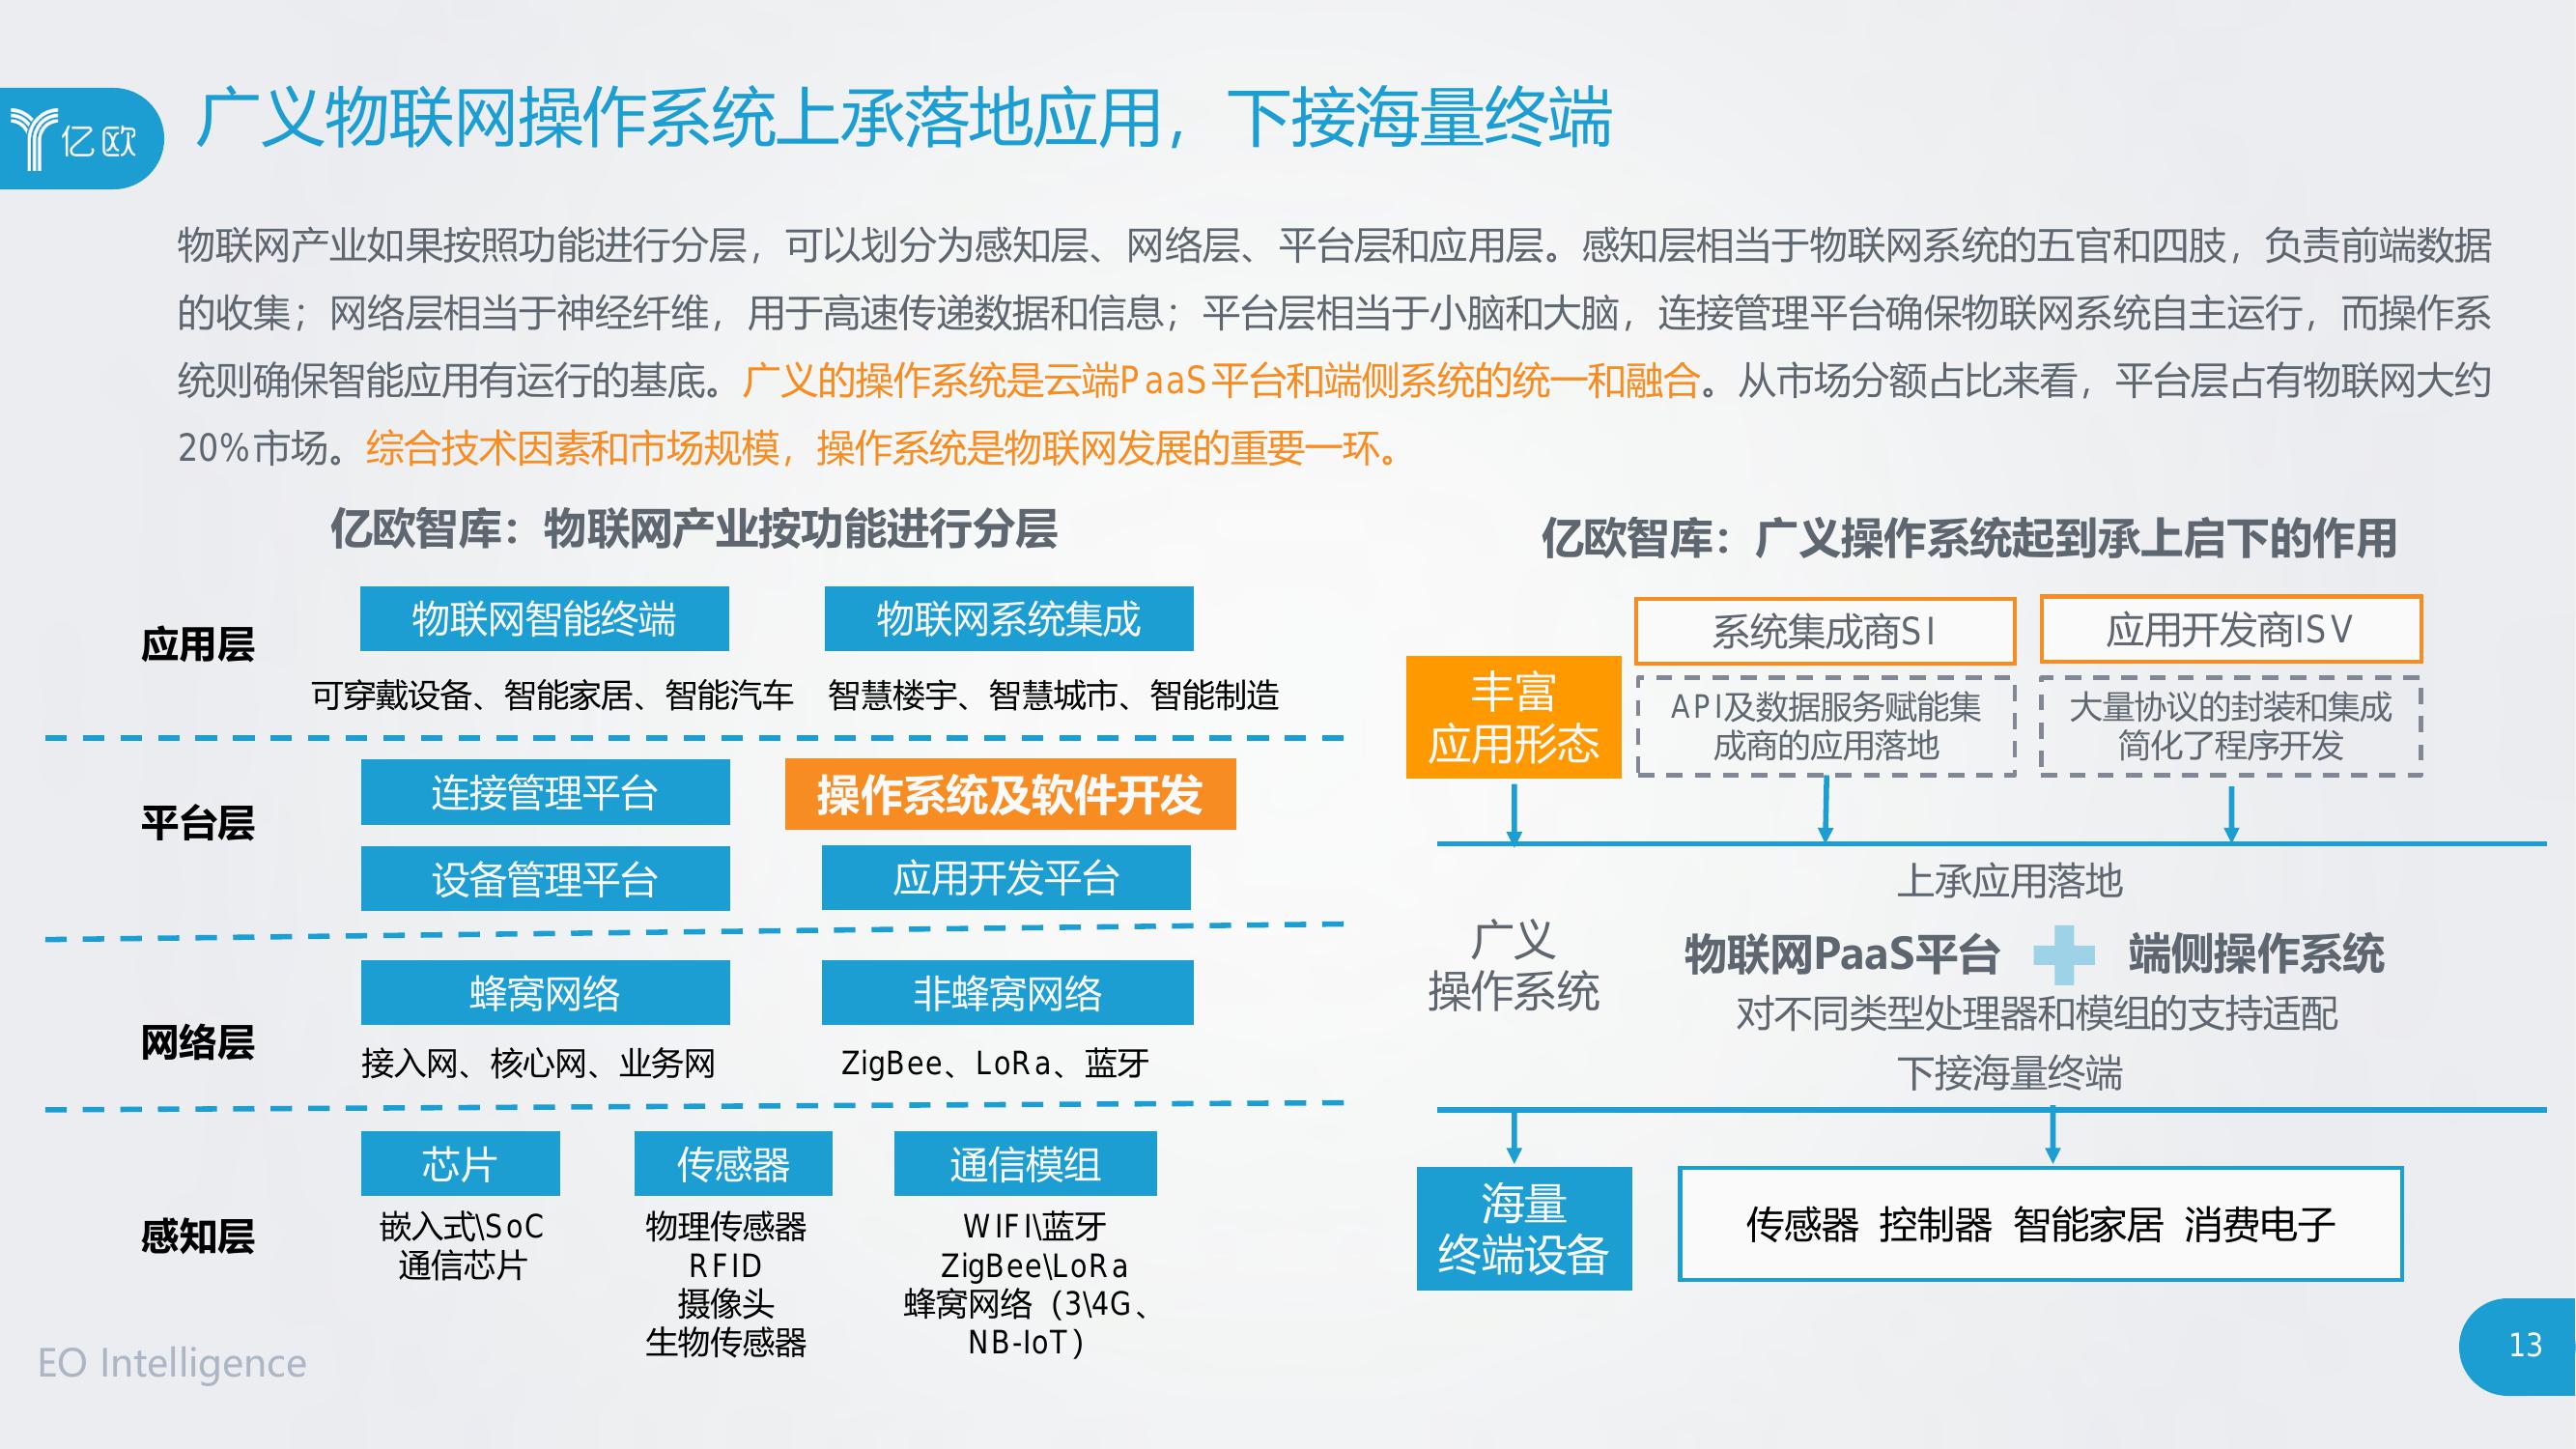 亿欧
广义物联网操作系统上承落地应用，下接海量终端
物联网产业如果按照功能进行分层，可以划分为感知层、网络层、平台层和应用层。感知层相当于物联网系统的五官和四肢，负责前端数据
的收集；网络层相当于神经纤维，用于高速传递数据和信息；平台层相当于小脑和大脑，连接管理平台确保物联网系统自主运行，而操作系
统则确保智能应用有运行的基底。广义的操作系统是云端PaaS平台和端侧系统的统一和融合。从市场分额占比来看，平台层占有物联网大约
20%市场。综合技术因素和市场规模，操作系统是物联网发展的重要一环。
亿欧智库：物联网产业按功能进行分层
应用层
物联网智能终端
物联网系统集成
可穿戴设备、智能家居、智能汽车
智慧楼宇、智慧城市、智能制造
平台层
连接管理平台
操作系统及软件开发
设备管理平台
应用开发平台
网络层
蜂窝网络
非蜂窝网络
接入网、核心网、业务网
ZigBee、LoRa、蓝牙
感知层
芯片
嵌入式\SoC
通信芯片
传感器
物理传感器
RFID
摄像头
生物传感器
通信模组
WIFI\蓝牙
ZigBee\LoRa
蜂窝网络（3\4G、
NB-IoT）
亿欧智库：广义操作系统起到承上启下的作用
丰富
应用形态
系统集成商SI
API及数据服务赋能集
成商的应用落地
应用开发商ISV
大量协议的封装和集成
简化了程序开发
上承应用落地
广义
操作系统
物联网PaaS平台
端侧操作系统
对不同类型处理器和模组的支持适配
下接海量终端
海量
终端设备
传感器 控制器 智能家居 消费电子
EO Intelligence
13